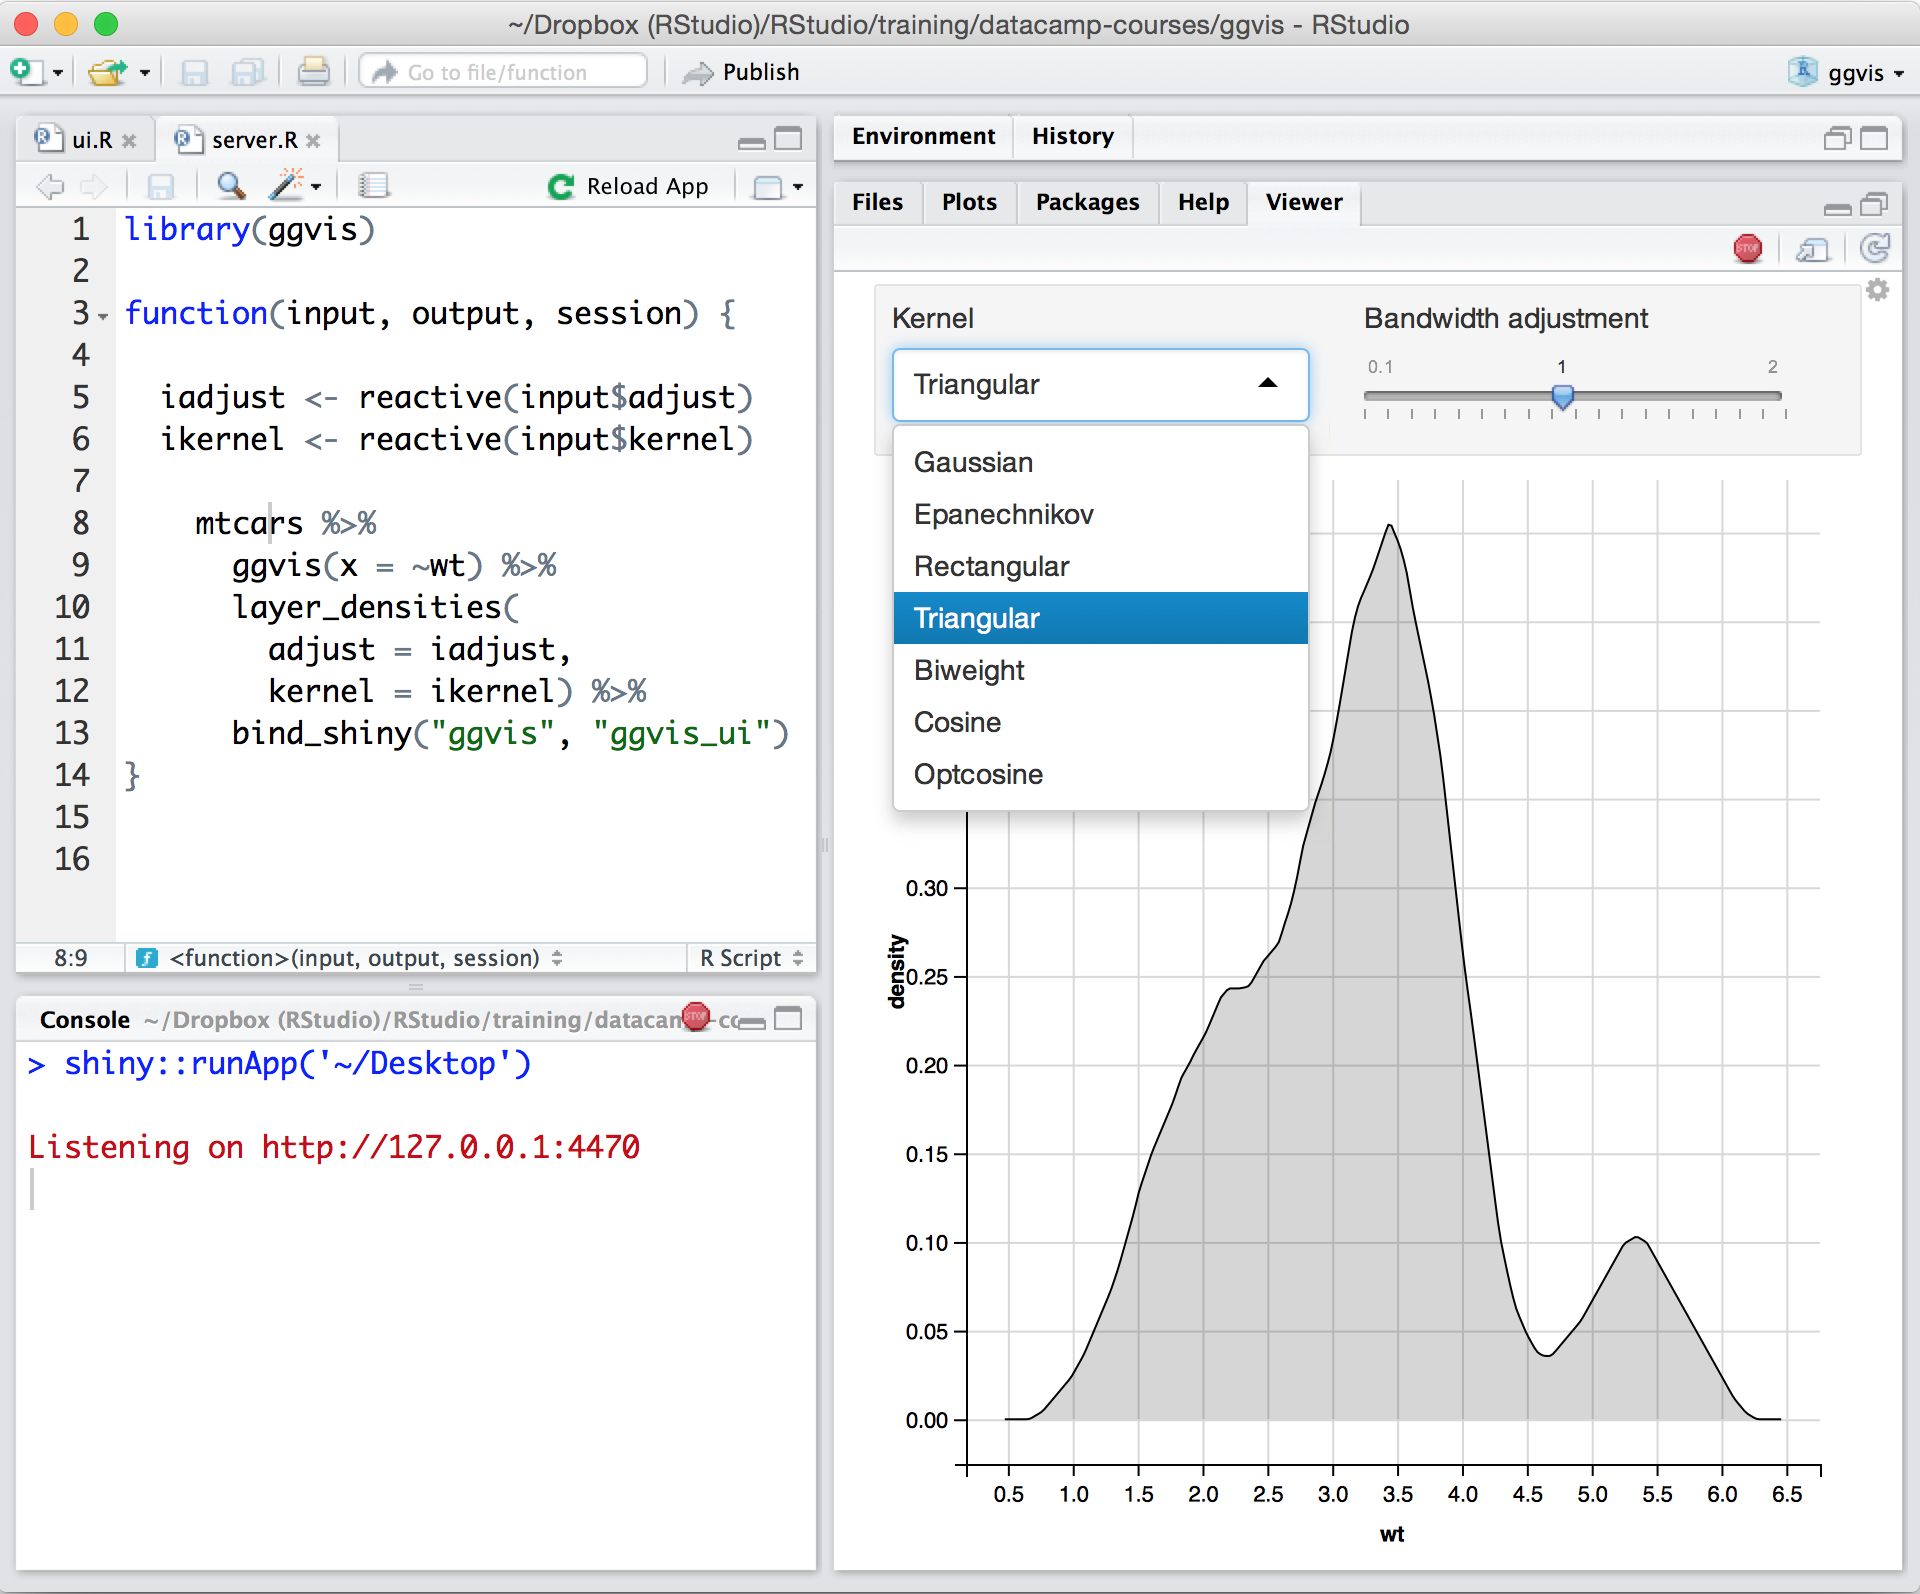 ~/Dropbox (RStudio)/RStudio/training/datacamp-courses/ggvis - RStudio
Go to file/function
Publish
ggvis
ui.R
server.R
Reload App
1 library(ggvis)
2
3 function(input, output, session) {
4
5 iadjust <- reactive(input$adjust)
6 ikernel <- reactive(input$kernel)
7
8 mtcars %>%
9 ggvis(x = ~wt) %>%
10 layer_densities(
11 adjust = iadjust,
12 kernel = ikernel) %>%
13 bind_shiny("ggvis", "ggvis_ui")
14 }
15
16
8:9 <function>(input, output, session) R Script
Console ~/Dropbox (RStudio)/RStudio/training/datacam
STOP
> shiny::runApp('~/Desktop')
Listening on http://127.0.0.1:4470
Environment History
Files Plots Packages Help Viewer
STOP
Kernel
Triangular
Bandwidth adjustment
0.1 1 2
Gaussian
Epanechnikov
Rectangular
Triangular
Biweight
Cosine
Optcosine
density
0.30
0.25
0.20
0.15
0.10
0.05
0.00
0.5 1.0 1.5 2.0 2.5 3.0 3.5 4.0 4.5 5.0 5.5 6.0 6.5
wt